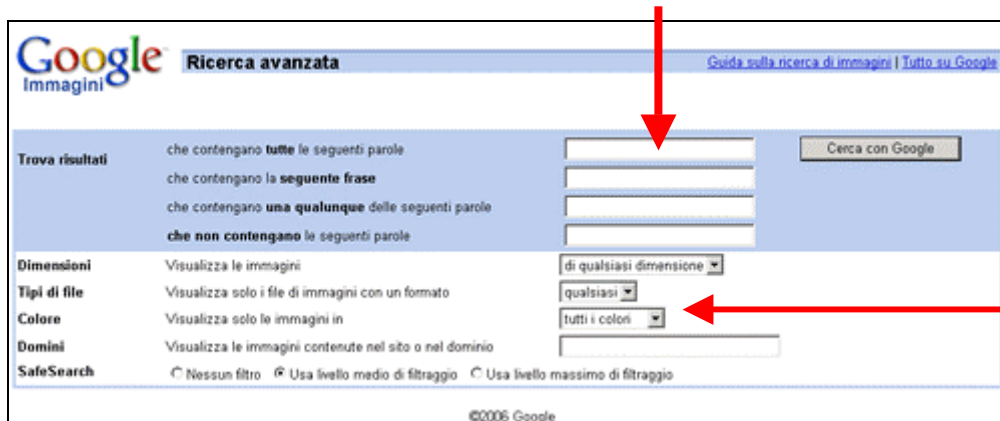 Google Immagini
Ricerca avanzata
Guida sulla ricerca di immagini | Tutto su Google
Trova risultati
che contengano tutte le seguenti parole
Cerca con Google
che contengano la seguente frase
che contengano una qualunque delle seguenti parole
che non contengano le seguenti parole
Dimensioni Visualizza le immagini di qualsiasi dimensione
Tipi di file Visualizza solo i file di immagini con un formato qualsiasi
Colore Visualizza solo le immagini in tutti i colori
Domini Visualizza le immagini contenute nel sito o nel dominio
SafeSearch Nessun filtro Usa livello medio di filtraggio Usa livello massimo di filtraggio
©2006 Google